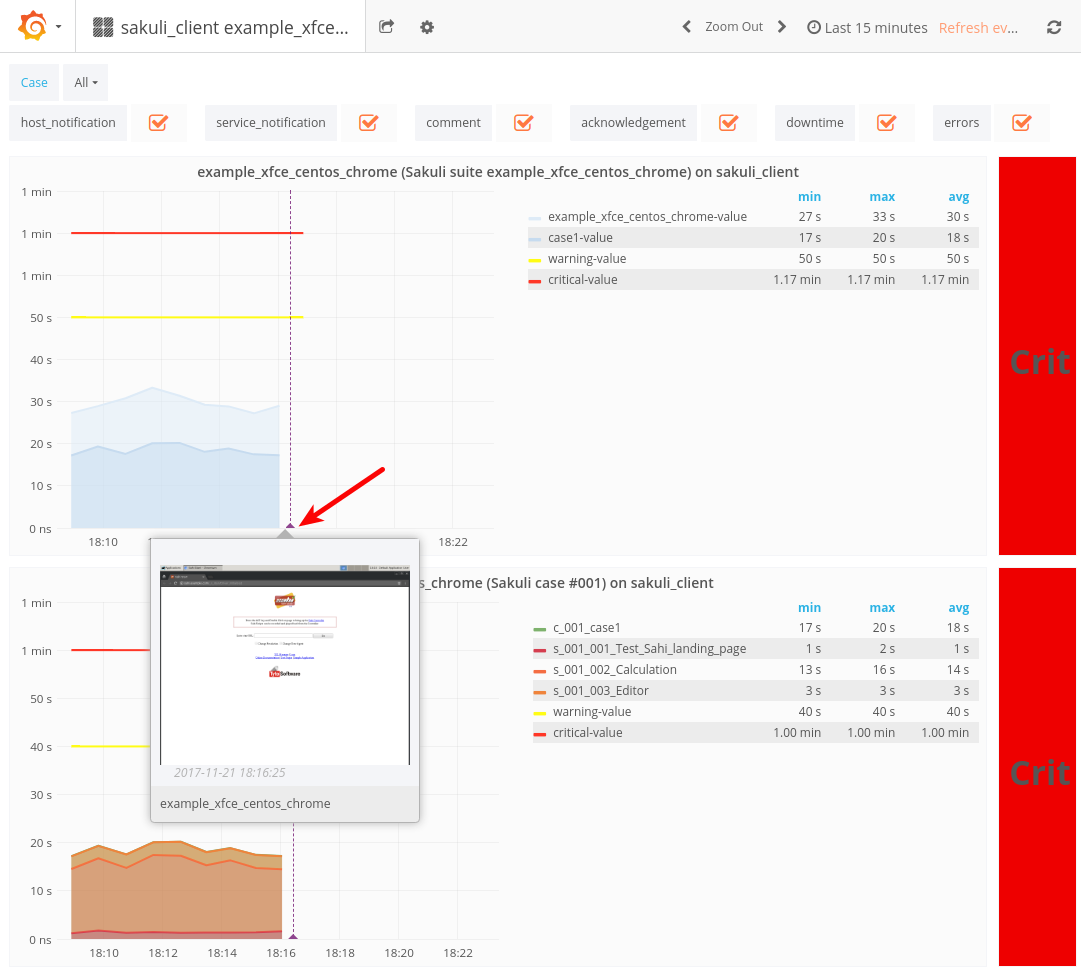 sakuli_client example_xfce...
Zoom Out
Last 15 minutes
Refresh ev...
Case
All
host_notification
service_notification
comment
acknowledgement
downtime
errors
example_xfce_centos_chrome (Sakuli suite example_xfce_centos_chrome) on sakuli_client
1 min
1 min
1 min
50 s
40 s
30 s
20 s
10 s
0 ns
18:10
18:22
min max avg
example_xfce_centos_chrome-value 27 s 33 s 30 s
case1-value 17 s 20 s 18 s
warning-value 50 s 50 s 50 s
critical-value 1.17 min 1.17 min 1.17 min
Crit
s_chrome (Sakuli case #001) on sakuli_client
1 min
1 min
50 s
40 s
30 s
20 s
10 s
0 ns
18:10 18:12 18:14 18:16 18:18 18:20 18:22
2017-11-21 18:16:25
example_xfce_centos_chrome
min max avg
c_001_case1 17 s 20 s 18 s
s_001_001_Test_Sahi_landing_page 1 s 2 s 1 s
s_001_002_Calculation 13 s 16 s 14 s
s_001_003_Editor 3 s 3 s 3 s
warning-value 40 s 40 s 40 s
critical-value 1.00 min 1.00 min 1.00 min
Crit